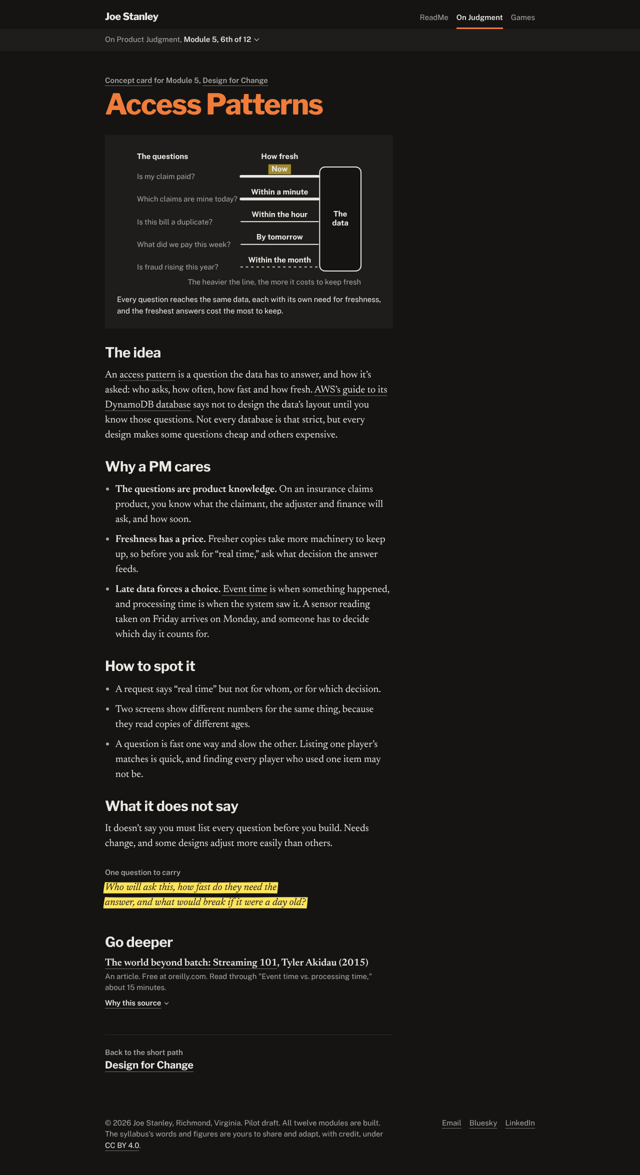 Joe Stanley
ReadMe On Judgment Games
On Product Judgment, Module 5, 6th of 12
Concept card for Module 5, Design for Change
Access Patterns
The questions How fresh
Now
Is my claim paid?
Within a minute
Which claims are mine today?
Within the hour
Is this bill a duplicate?
The
data
By tomorrow
What did we pay this week?
Within the month
Is fraud rising this year?
The heavier the line, the more it costs to keep fresh
Every question reaches the same data, each with its own need for freshness,
and the freshest answers cost the most to keep.
The idea
An access pattern is a question the data has to answer, and how it's
asked: who asks, how often, how fast and how fresh. AWS's guide to its
DynamoDB database says not to design the data's layout until you
know those questions. Not every database is that strict, but every
design makes some questions cheap and others expensive.
Why a PM cares
The questions are product knowledge. On an insurance claims
product, you know what the claimant, the adjuster and finance will
ask, and how soon.
Freshness has a price. Fresher copies take more machinery to keep
up, so before you ask for “real time,” ask what decision the answer
feeds.
Late data forces a choice. Event time is when something happened,
and processing time is when the system saw it. A sensor reading
taken on Friday arrives on Monday, and someone has to decide
which day it counts for.
How to spot it
A request says “real time” but not for whom, or for which decision.
Two screens show different numbers for the same thing, because
they read copies of different ages.
A question is fast one way and slow the other. Listing one player's
matches is quick, and finding every player who used one item may
not be.
What it does not say
It doesn't say you must list every question before you build. Needs
change, and some designs adjust more easily than others.
One question to carry
Who will ask this, how fast do they need the
answer, and what would break if it were a day old?
Go deeper
The world beyond batch: Streaming 101, Tyler Akidau (2015)
An article. Free at oreilly.com. Read through "Event time vs. processing time,"
about 15 minutes.
Why this source
Back to the short path
Design for Change
© 2026 Joe Stanley, Richmond, Virginia. Pilot draft. All twelve modules are built.
The syllabus's words and figures are yours to share and adapt, with credit, under
CC BY 4.0.
Email Bluesky LinkedIn